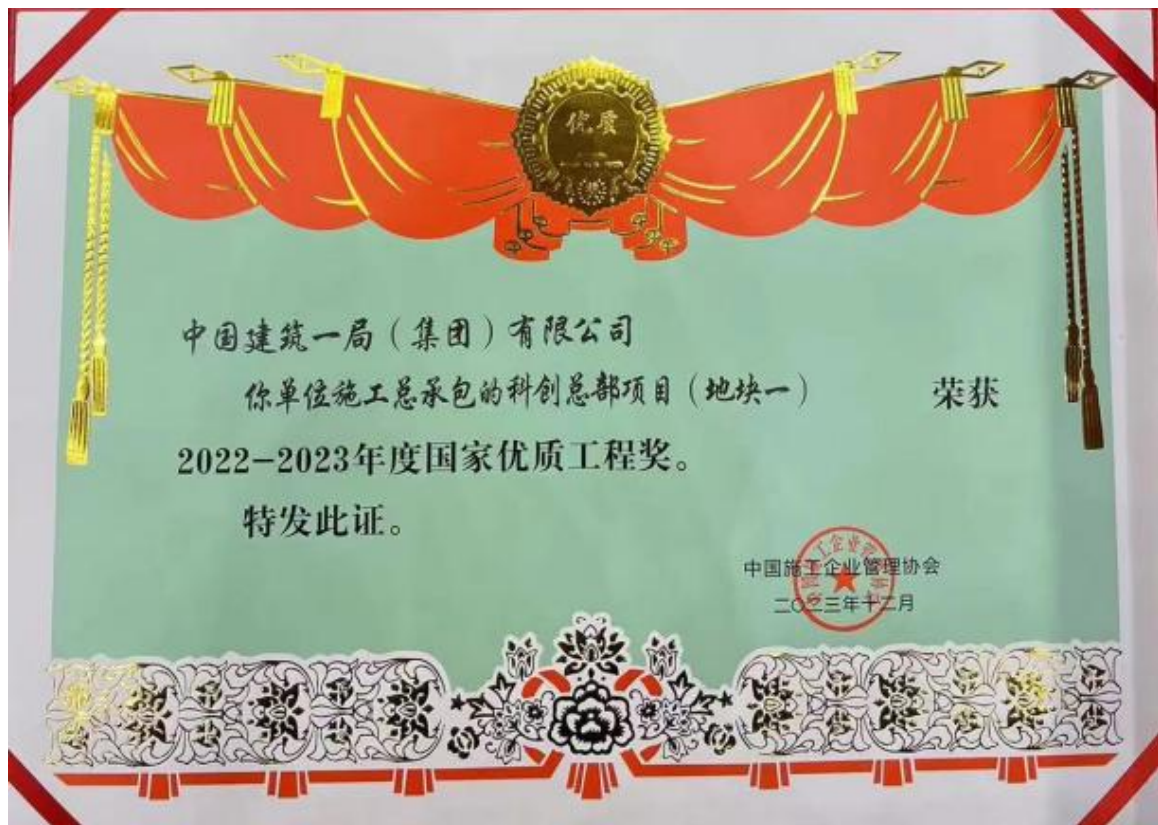 优质
中国建筑一局（集团）有限公司
你单位施工总承包的科创总部项目（地块一） 荣获
2022-2023年度国家优质工程奖。
特发此证。
中国施工企业管理协会
二〇二三年十二月